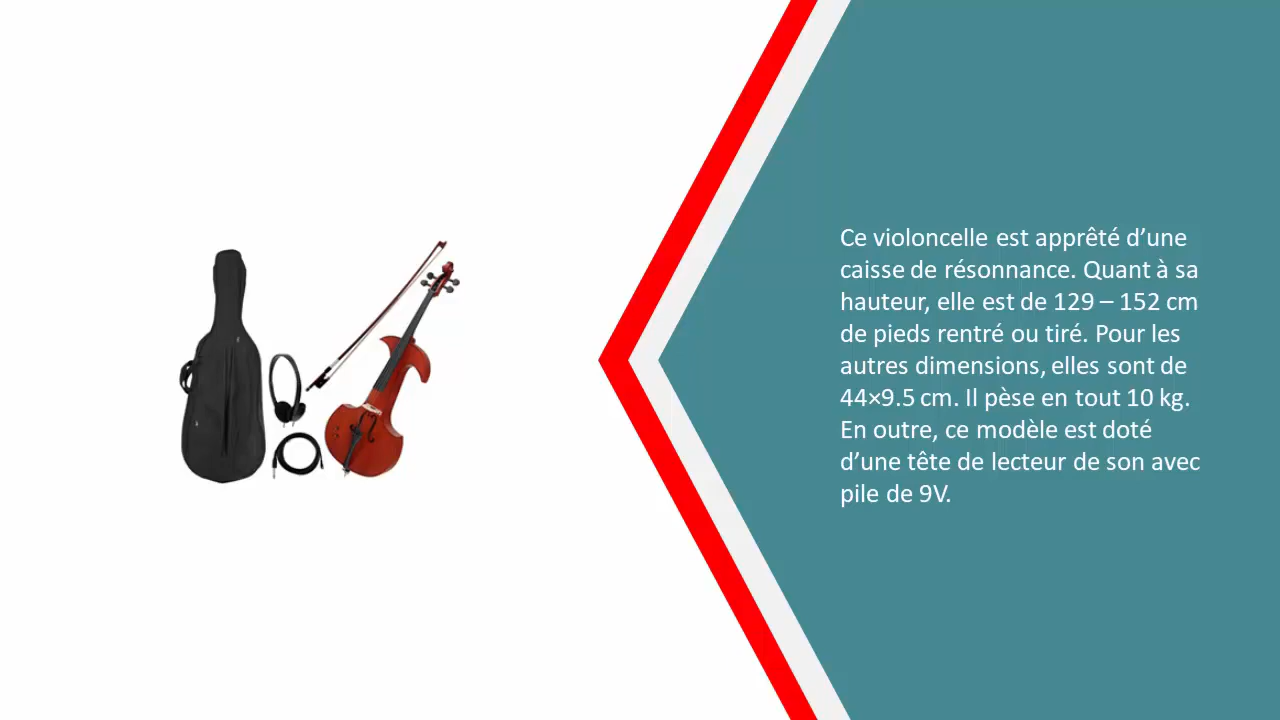 Ce violoncelle est apprêté d’une
caisse de résonnance. Quant à sa
hauteur, elle est de 129 – 152 cm
de pieds rentré ou tiré. Pour les
autres dimensions, elles sont de
44×9.5 cm. Il pèse en tout 10 kg.
En outre, ce modèle est doté
d’une tête de lecteur de son avec
pile de 9V.